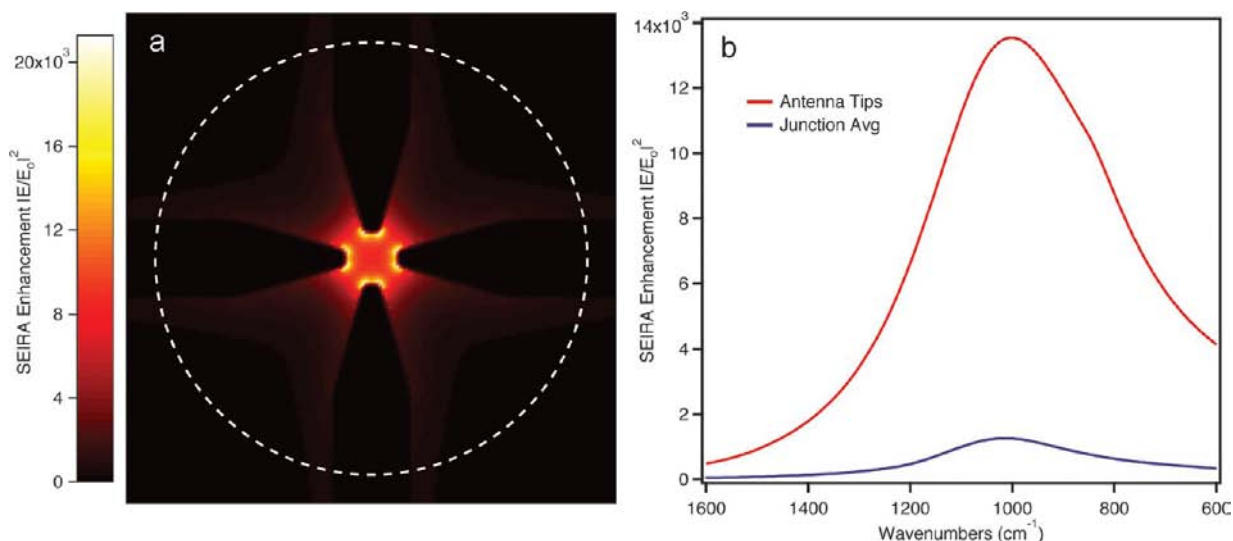 a
SEIRA Enhancement |E/E₀|²
20x10³
16
12
8
4
0
b
SEIRA Enhancement |E/E₀|²
14x10³
12
10
8
6
4
2
0
Antenna Tips
Junction Avg
1600
1400
1200
1000
800
600
Wavenumbers (cm⁻¹)